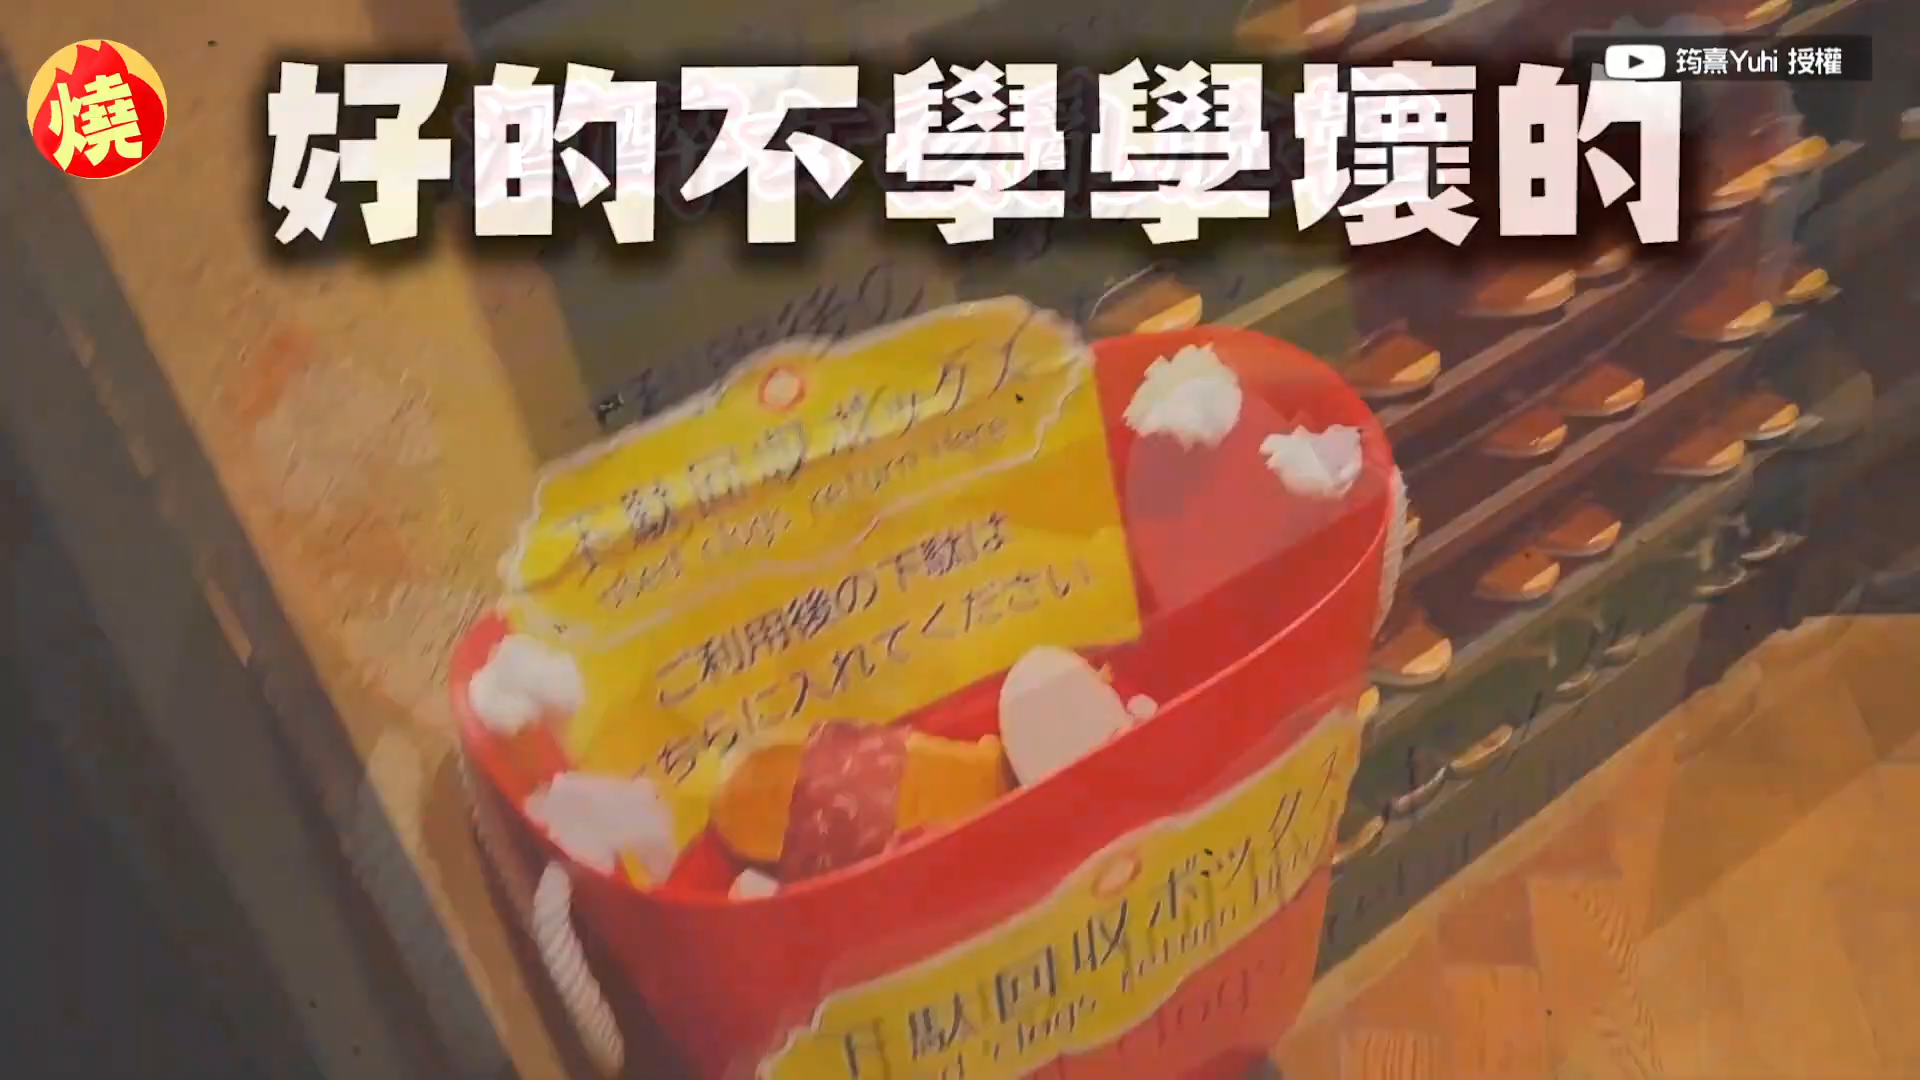 燒
筠熹Yuhi 授權
好的不學學壞的
下駄回収ボックス
return Here
ご利用後の下駄は
こちらに入れてください
下駄回収ボックス